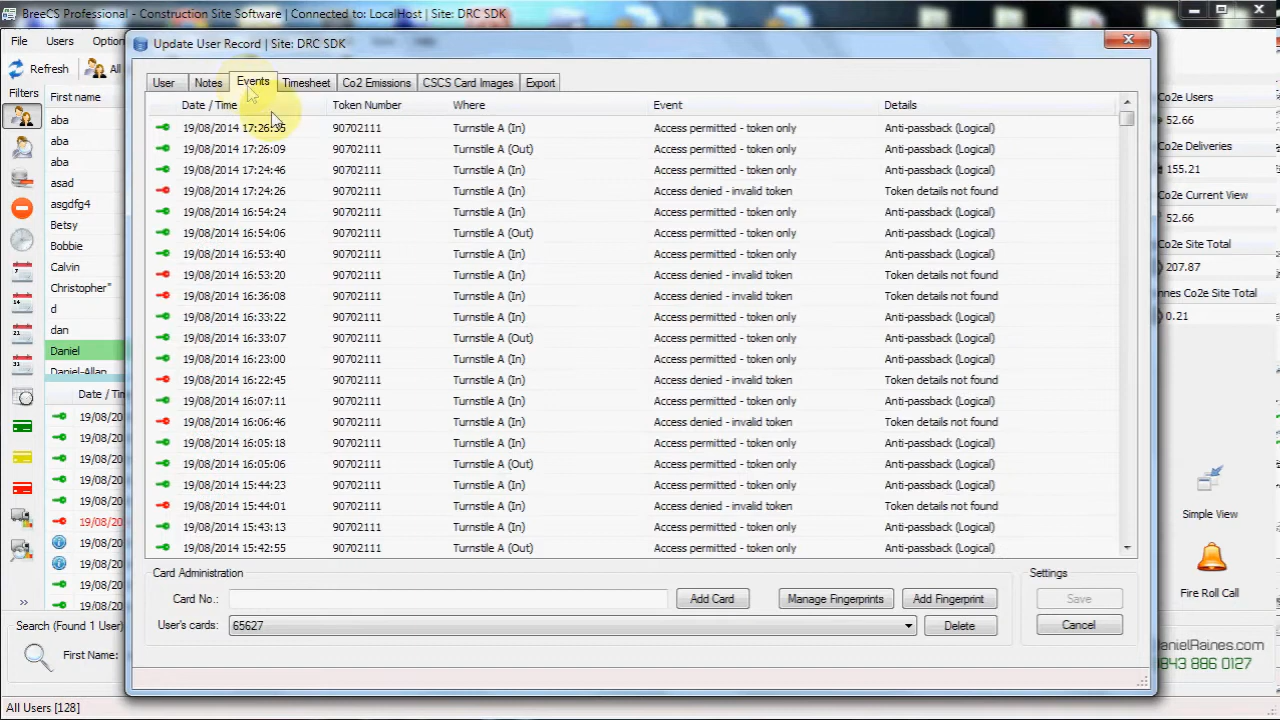 BreeCS Professional - Construction Site Software | Connected to: LocalHost | Site: DRC SDK
File Users Option
Update User Record | Site: DRC SDK
Refresh All
User Notes Events Timesheet Co2 Emissions CSCS Card Images Export
Filters First name
Date / Time Token Number Where Event Details
Co2e Users
aba 19/08/2014 17:26:35 90702111 Turnstile A (In) Access permitted - token only Anti-passback (Logical) 52.66
aba 19/08/2014 17:26:09 90702111 Turnstile A (Out) Access permitted - token only Anti-passback (Logical) Co2e Deliveries
aba 19/08/2014 17:24:46 90702111 Turnstile A (In) Access permitted - token only Anti-passback (Logical) 155.21
asad 19/08/2014 17:24:26 90702111 Turnstile A (In) Access denied - invalid token Token details not found Co2e Current View
asgdfg4 19/08/2014 16:54:24 90702111 Turnstile A (In) Access permitted - token only Anti-passback (Logical) 52.66
Betsy 19/08/2014 16:54:06 90702111 Turnstile A (Out) Access permitted - token only Anti-passback (Logical) Co2e Site Total
Bobbie 19/08/2014 16:53:40 90702111 Turnstile A (In) Access permitted - token only Anti-passback (Logical) 207.87
Calvin 19/08/2014 16:53:20 90702111 Turnstile A (In) Access denied - invalid token Token details not found
Christopher" 19/08/2014 16:36:08 90702111 Turnstile A (In) Access denied - invalid token Token details not found nnes Co2e Site Total
d 19/08/2014 16:33:22 90702111 Turnstile A (In) Access permitted - token only Anti-passback (Logical) 0.21
dan 19/08/2014 16:33:07 90702111 Turnstile A (Out) Access permitted - token only Anti-passback (Logical)
Daniel 19/08/2014 16:23:00 90702111 Turnstile A (In) Access permitted - token only Anti-passback (Logical)
Daniel-Allan 19/08/2014 16:22:45 90702111 Turnstile A (In) Access denied - invalid token Token details not found
Date / Tim 19/08/2014 16:07:11 90702111 Turnstile A (In) Access permitted - token only Anti-passback (Logical)
19/08/20 19/08/2014 16:06:46 90702111 Turnstile A (In) Access denied - invalid token Token details not found
19/08/20 19/08/2014 16:05:18 90702111 Turnstile A (In) Access permitted - token only Anti-passback (Logical)
19/08/20 19/08/2014 16:05:06 90702111 Turnstile A (Out) Access permitted - token only Anti-passback (Logical)
19/08/20 19/08/2014 15:44:23 90702111 Turnstile A (In) Access permitted - token only Anti-passback (Logical)
19/08/20 19/08/2014 15:44:01 90702111 Turnstile A (In) Access denied - invalid token Token details not found
19/08/20 19/08/2014 15:43:13 90702111 Turnstile A (In) Access permitted - token only Anti-passback (Logical) Simple View
19/08/20 19/08/2014 15:42:55 90702111 Turnstile A (Out) Access permitted - token only Anti-passback (Logical)
19/08/20
19/08/20
19/08/20
Card Administration Settings
Card No.: Add Card Manage Fingerprints Add Fingerprint Save Fire Roll Call
Search (Found 1 User) User's cards: 65627 Delete Cancel
First Name: danielRaines.com
0843 886 0127
All Users [128]